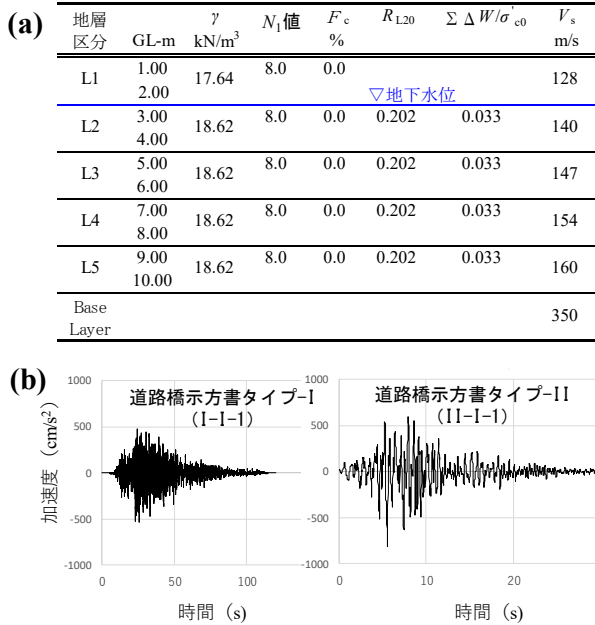 (a)
地層 γ N₁値 F c R L20 Σ Δ W/σ'c0 V s
区分 GL-m kN/m³ % m/s
L1 1.00 17.64 8.0 0.0 128
2.00 ▽地下水位
L2 3.00 18.62 8.0 0.0 0.202 0.033 140
4.00
L3 5.00 18.62 8.0 0.0 0.202 0.033 147
6.00
L4 7.00 18.62 8.0 0.0 0.202 0.033 154
8.00
L5 9.00 18.62 8.0 0.0 0.202 0.033 160
10.00
Base
Layer 350
(b)
加速度 (cm/s²)
1000
500
0
-500
-1000
道路橋示方書タイプ-I
(I-I-1)
0 50 100
時間 (s)
1000
500
0
-500
-1000
道路橋示方書タイプ-II
(II-I-1)
0 10 20
時間 (s)